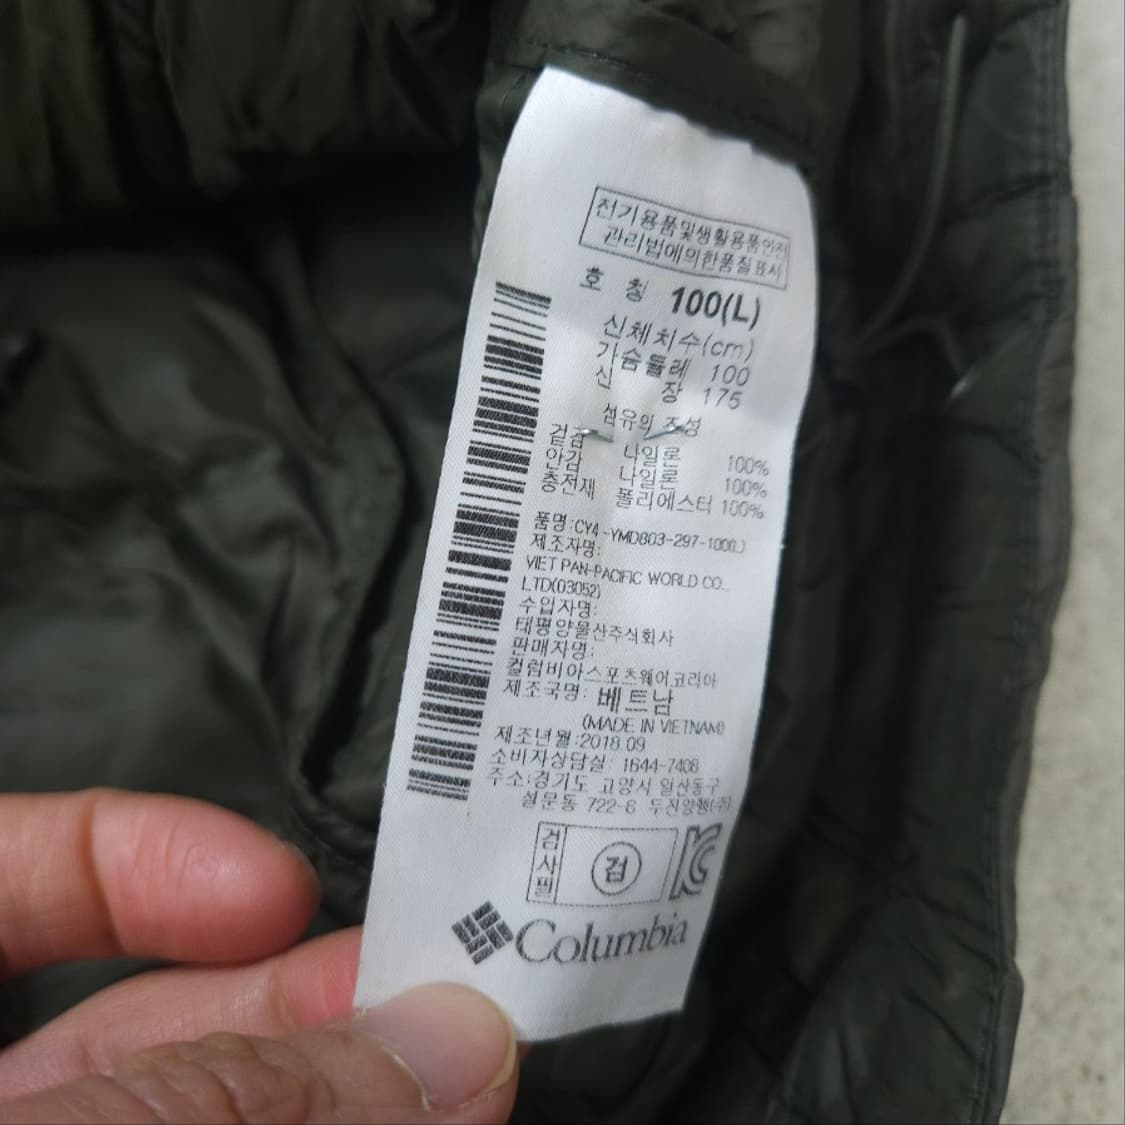 전기용품및생활용품안전
관리법에의한품질표시
호 칭 100(L)
신체치수(cm)
가슴둘레 100
신 장 175
섬유의 조성
겉감 나일론 100%
안감 나일론 100%
충전재 폴리에스터 100%
품명:CY4-YMD803-297-100(L)
제조자명:
VIET PAN-PACIFIC WORLD CO.,
LTD(03052)
수입자명:
태평양물산주식회사
판매자명:
컬럼비아스포츠웨어코리아
제조국명: 베트남
(MADE IN VIETNAM)
제조년월:2018.09
소비자상담실: 1644-7408
주소:경기도 고양시 일산동구
설문동 722-8 두진양행(주)
검사필
검
KC
Columbia